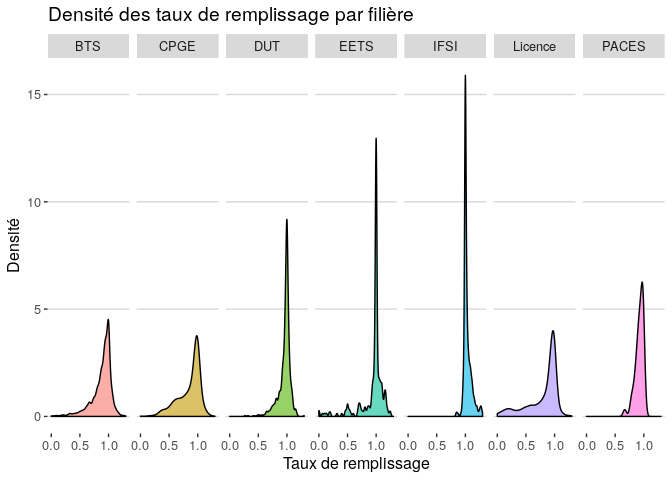 Densité des taux de remplissage par filière
BTS CPGE DUT EETS IFSI Licence PACES
15
10
5
0
Densité
0.0 0.5 1.0 0.0 0.5 1.0 0.0 0.5 1.0 0.0 0.5 1.0 0.0 0.5 1.0 0.0 0.5 1.0 0.0 0.5 1.0
Taux de remplissage